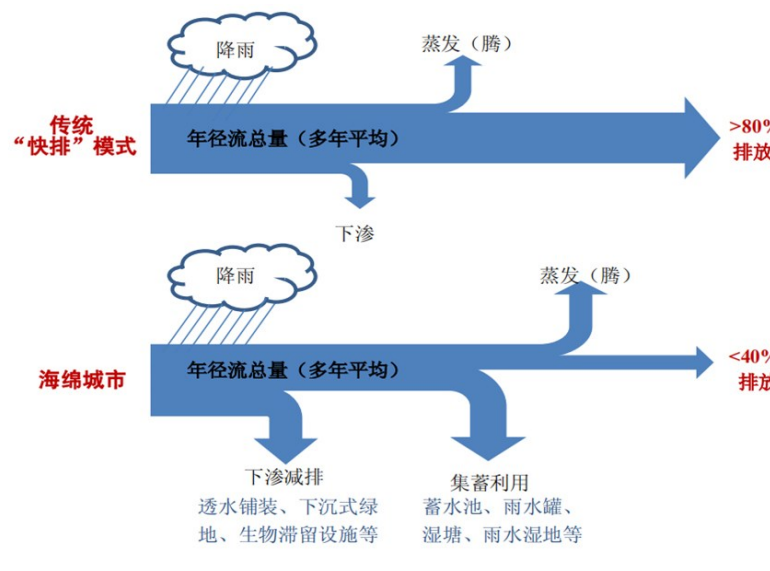 降雨
蒸发（腾）
传统
“快排”模式
年径流总量（多年平均）
>80%
排放
下渗
降雨
蒸发（腾）
海绵城市
年径流总量（多年平均）
<40%
排放
下渗减排
透水铺装、下沉式绿
地、生物滞留设施等
集蓄利用
蓄水池、雨水罐、
湿塘、雨水湿地等